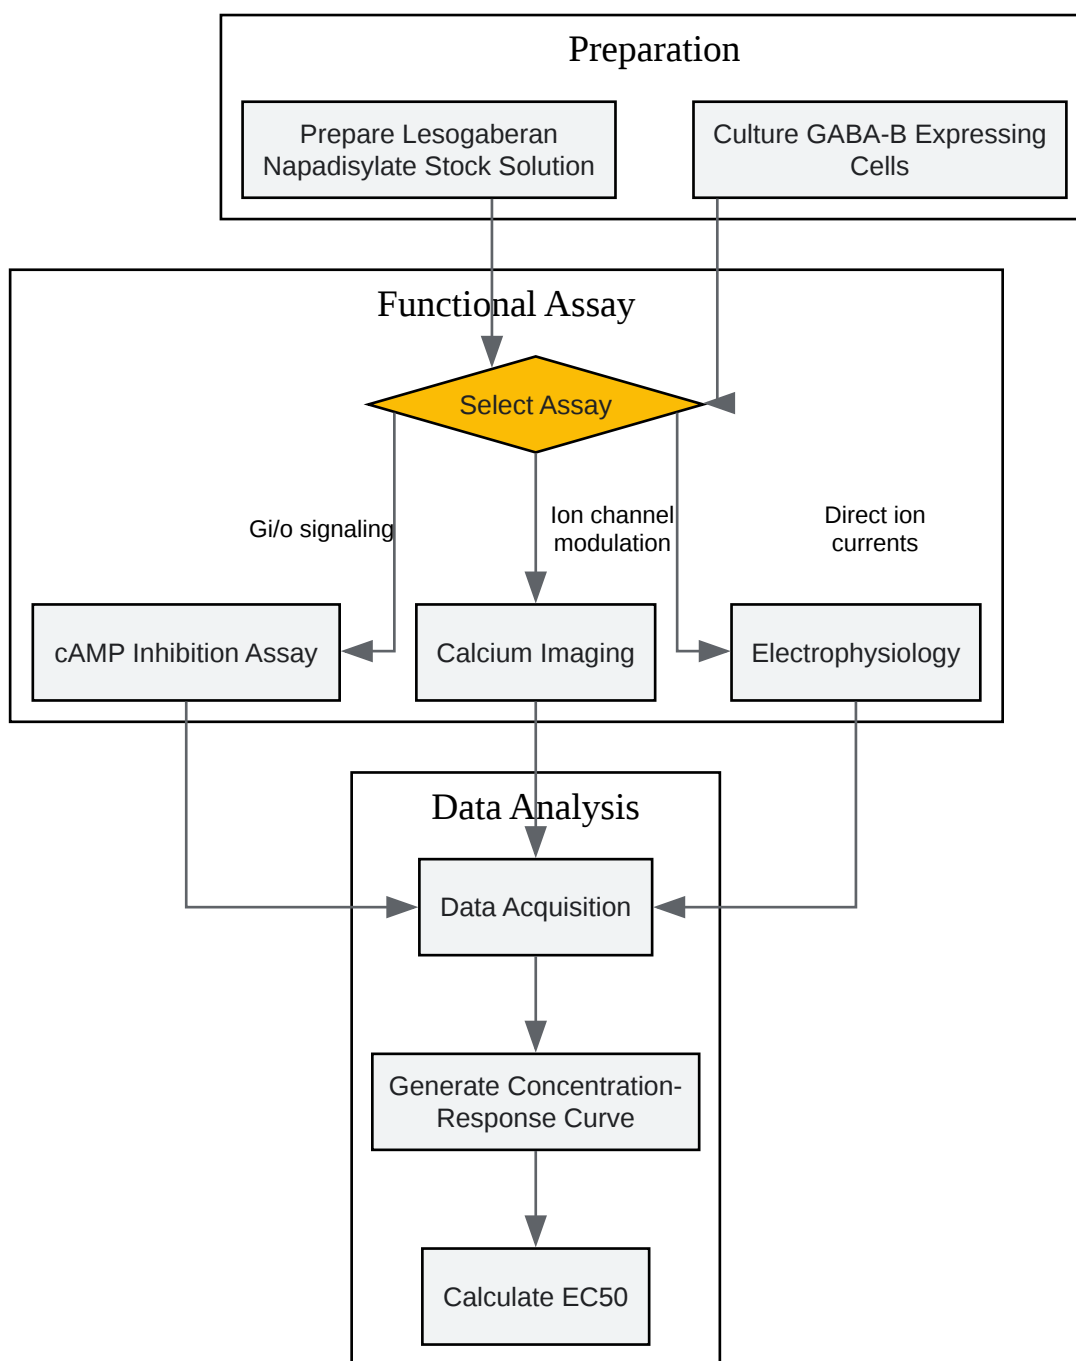 Preparation
Prepare Lesogaberan
Napadisylate Stock Solution
Culture GABA-B Expressing
Cells
Functional Assay
Select Assay
Gi/o signaling
Ion channel
modulation
Direct ion
currents
cAMP Inhibition Assay
Calcium Imaging
Electrophysiology
Data Analysis
Data Acquisition
Generate Concentration-
Response Curve
Calculate EC50